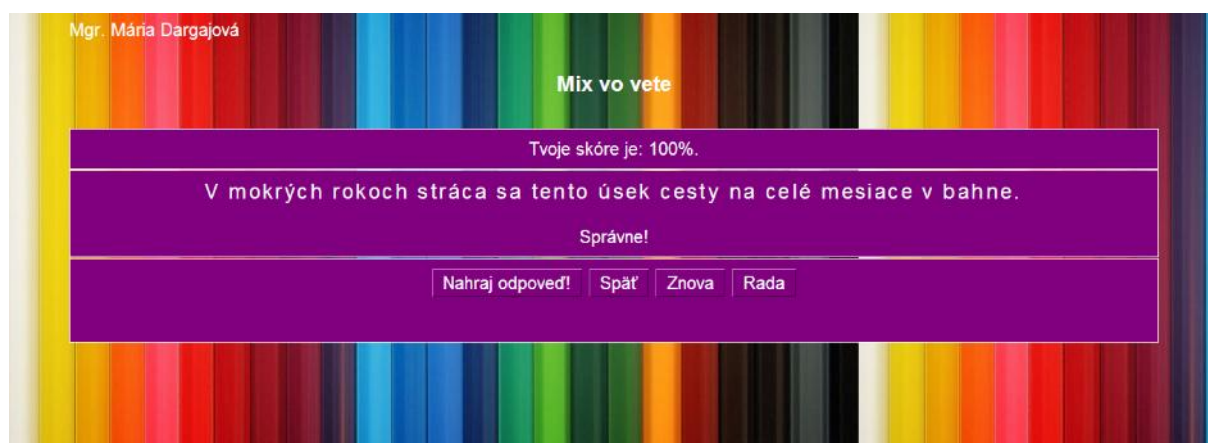 Mgr. Mária Dargajová
Mix vo vete
Tvoje skóre je: 100%.
V mokrých rokoch stráca sa tento úsek cesty na celé mesiace v bahne.
Správne!
Nahraj odpoveď! Späť Znova Rada